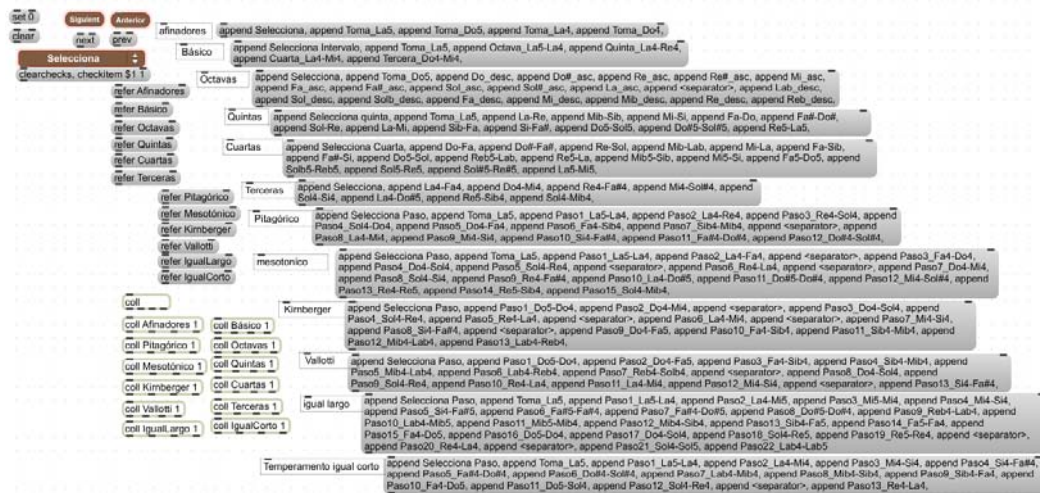 set 0
Siguient
Anterior
clear
next
prev
Selecciona
clearchecks, checkitem $1 1
afinadores
append Selecciona, append Toma_La5, append Toma_Do5, append Toma_La4, append Toma_Do4,
Básico
append Selecciona Intervalo, append Toma_La5, append Octava_La5-La4, append Quinta_La4-Re4,
append Cuarta_La4-Mi4, append Tercera_Do4-Mi4,
Octavas
append Selecciona, append Toma_Do5, append Do_desc, append Do#_asc, append Re_asc, append Re#_asc, append Mi_asc,
append Fa_asc, append Fa#_asc, append Sol_asc, append Sol#_asc, append La_asc, append <separator>, append Lab_desc,
append Sol_desc, append Solb_desc, append Fa_desc, append Mi_desc, append Mib_desc, append Re_desc, append Reb_desc,
Quintas
append Selecciona quinta, append Toma_La5, append La-Re, append Mib-Sib, append Mi-Si, append Fa-Do, append Fa#-Do#,
append Sol-Re, append La-Mi, append Sib-Fa, append Si-Fa#, append Do5-Sol5, append Do#5-Sol#5, append Re5-La5,
Cuartas
append Selecciona Cuarta, append Do-Fa, append Do#-Fa#, append Re-Sol, append Mib-Lab, append Mi-La, append Fa-Sib,
append Fa#-Si, append Do5-Sol, append Reb5-Lab, append Re5-La, append Mib5-Sib, append Mi5-Si, append Fa5-Do5, append
Solb5-Reb5, append Sol5-Re5, append Sol#5-Re#5, append La5-Mi5,
Terceras
append Selecciona, append La4-Fa4, append Do4-Mi4, append Re4-Fa#4, append Mi4-Sol#4, append
Sol4-Si4, append La4-Do#5, append Re5-Sib4, append Sol4-Mib4,
Pitagórico
append Selecciona Paso, append Toma_La5, append Paso1_La5-La4, append Paso2_La4-Re4, append Paso3_Re4-Sol4, append
Paso4_Sol4-Do4, append Paso5_Do4-Fa4, append Paso6_Fa4-Sib4, append Paso7_Sib4-Mib4, append <separator>, append
Paso8_La4-Mi4, append Paso9_Mi4-Si4, append Paso10_Si4-Fa#4, append Paso11_Fa#4-Do#4, append Paso12_Do#4-Sol#4,
mesotonico
append Selecciona Paso, append Toma_La5, append Paso1_La5-La4, append Paso2_La4-Fa4, append <separator>, append Paso3_Fa4-Do4,
append Paso4_Do4-Sol4, append Paso5_Sol4-Re4, append <separator>, append Paso6_Re4-La4, append <separator>, append Paso7_Do4-Mi4,
append Paso8_Sol4-Si4, append Paso9_Re4-Fa#4, append Paso10_La4-Do#5, append Paso11_Do#5-Do#4, append Paso12_Mi4-Sol#4, append
Paso13_Re4-Re5, append Paso14_Re5-Sib4, append Paso15_Sol4-Mib4,
Kirnberger
append Selecciona Paso, append Paso1_Do5-Do4, append Paso2_Do4-Mi4, append <separator>, append Paso3_Do4-Sol4, append
Paso4_Sol4-Re4, append Paso5_Re4-La4, append <separator>, append Paso6_La4-Mi4, append <separator>, append Paso7_Mi4-Si4,
append Paso8_Si4-Fa#4, append <separator>, append Paso9_Do4-Fa5, append Paso10_Fa4-Sib4, append Paso11_Sib4-Mib4, append
Paso12_Mib4-Lab4, append Paso13_Lab4-Reb4,
Vallotti
append Selecciona Paso, append Paso1_Do5-Do4, append Paso2_Do4-Fa5, append Paso3_Fa4-Sib4, append Paso4_Sib4-Mib4, append
Paso5_Mib4-Lab4, append Paso6_Lab4-Reb4, append Paso7_Reb4-Solb4, append <separator>, append Paso8_Do4-Sol4, append
Paso9_Sol4-Re4, append Paso10_Re4-La4, append Paso11_La4-Mi4, append Paso12_Mi4-Si4, append <separator>, append Paso13_Si4-Fa#4,
igual largo
append Selecciona Paso, append Toma_La5, append Paso1_La5-La4, append Paso2_La4-Mi5, append Paso3_Mi5-Mi4, append Paso4_Mi4-Si4,
append Paso5_Si4-Fa#5, append Paso6_Fa#5-Fa#4, append Paso7_Fa#4-Do#5, append Paso8_Do#5-Do#4, append Paso9_Reb4-Lab4, append
Paso10_Lab4-Mib5, append Paso11_Mib5-Mib4, append Paso12_Mib4-Sib4, append Paso13_Sib4-Fa5, append Paso14_Fa5-Fa4, append
Paso15_Fa4-Do5, append Paso16_Do5-Do4, append Paso17_Do4-Sol4, append Paso18_Sol4-Re5, append Paso19_Re5-Re4, append <separator>,
append Paso20_Re4-La4, append <separator>, append Paso21_Sol4-Sol5, append Paso22_Lab4-Lab5
Temperamento igual corto
append Selecciona Paso, append Toma_La5, append Paso1_La5-La4, append Paso2_La4-Mi4, append Paso3_Mi4-Si4, append Paso4_Si4-Fa#4,
append Paso5_Fa#4-Do#4, append Paso6_Do#4-Sol#4, append Paso7_Lab4-Mib4, append Paso8_Mib4-Sib4, append Paso9_Sib4-Fa4, append
Paso10_Fa4-Do5, append Paso11_Do5-Sol4, append Paso12_Sol4-Re4, append <separator>, append Paso13_Re4-La4,
refer Afinadores
refer Básico
refer Octavas
refer Quintas
refer Cuartas
refer Terceras
refer Pitagórico
refer Mesotónico
refer Kirnberger
refer Vallotti
refer IgualLargo
refer IgualCorto
coll
coll Afinadores 1
coll Básico 1
coll Pitagórico 1
coll Octavas 1
coll Mesotónico 1
coll Quintas 1
coll Kirnberger 1
coll Cuartas 1
coll Vallotti 1
coll Terceras 1
coll IgualLargo 1
coll IgualCorto 1